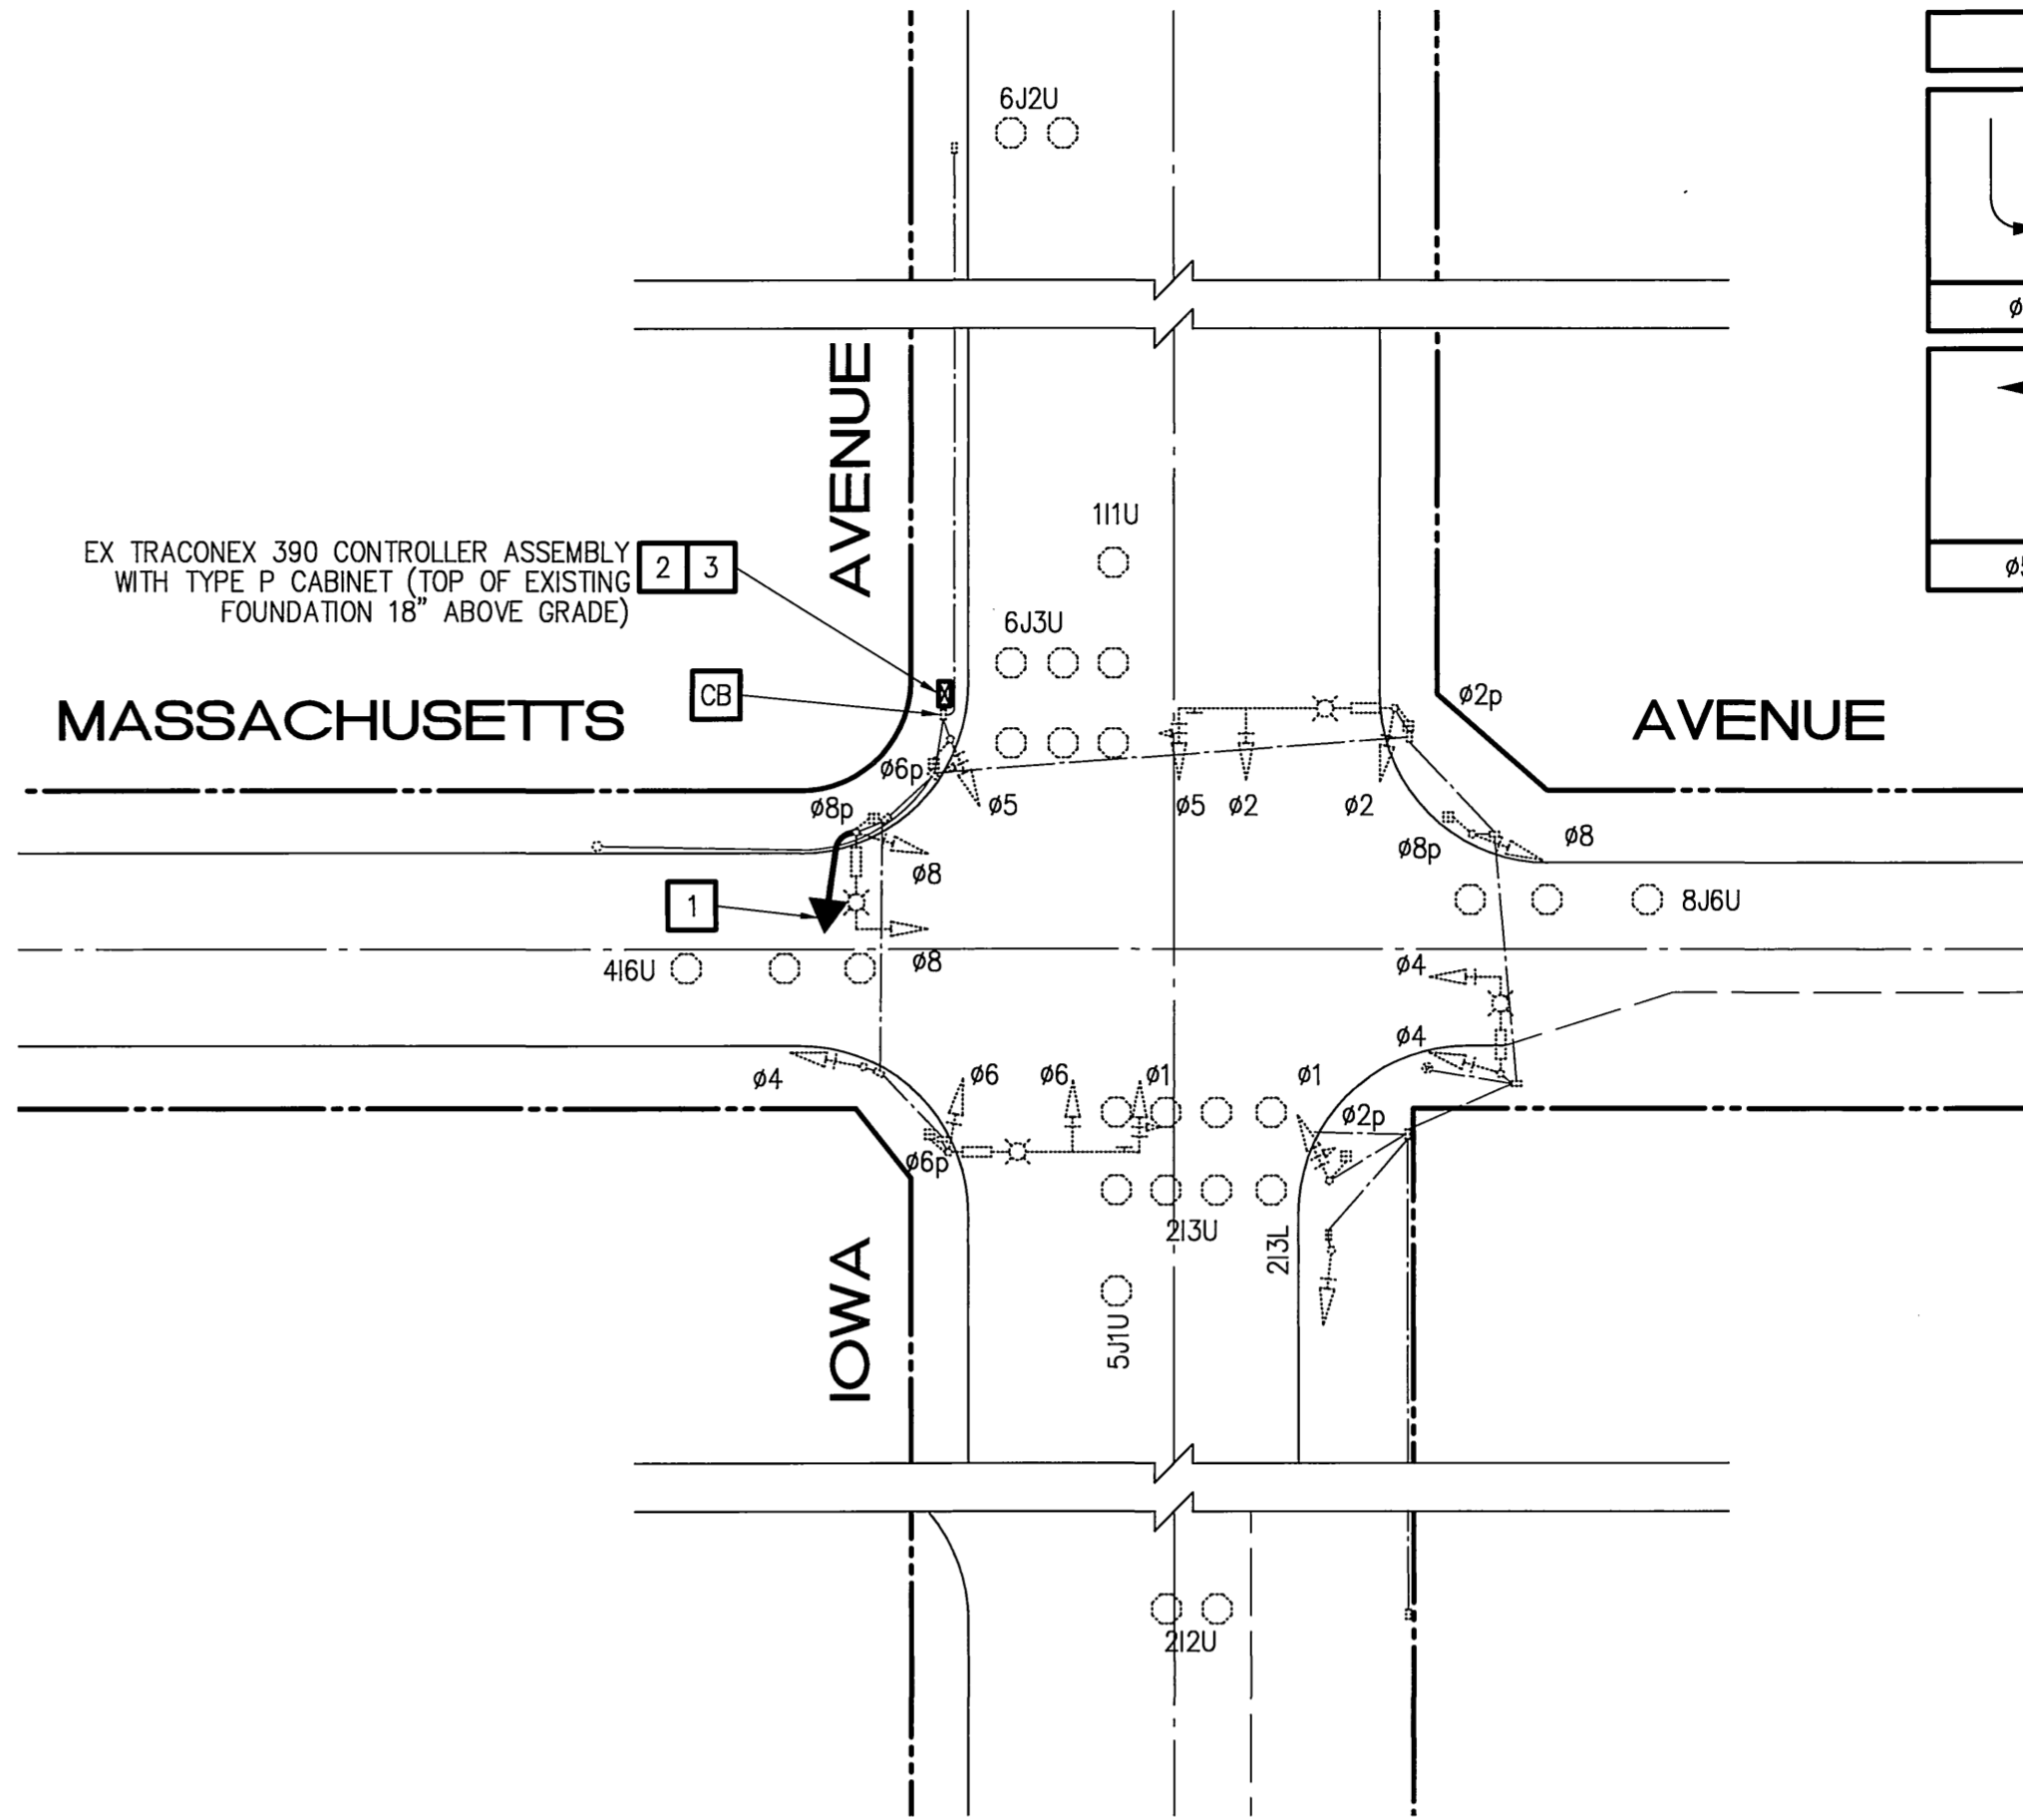 6J2U
ø
AVENUE
1I1U
EX TRACONEX 390 CONTROLLER ASSEMBLY
WITH TYPE P CABINET (TOP OF EXISTING
FOUNDATION 18" ABOVE GRADE)
2 3
ø5
6J3U
CB
MASSACHUSETTS
ø2p
AVENUE
ø6p
ø5
ø5
ø2
ø2
ø8p
ø8
ø8p
ø8
1
8J6U
4I6U
ø8
ø4
ø4
ø4
ø6
ø6
ø1
ø1
ø2p
ø6p
2I3U
2I3L
IOWA
5J1U
2I2U